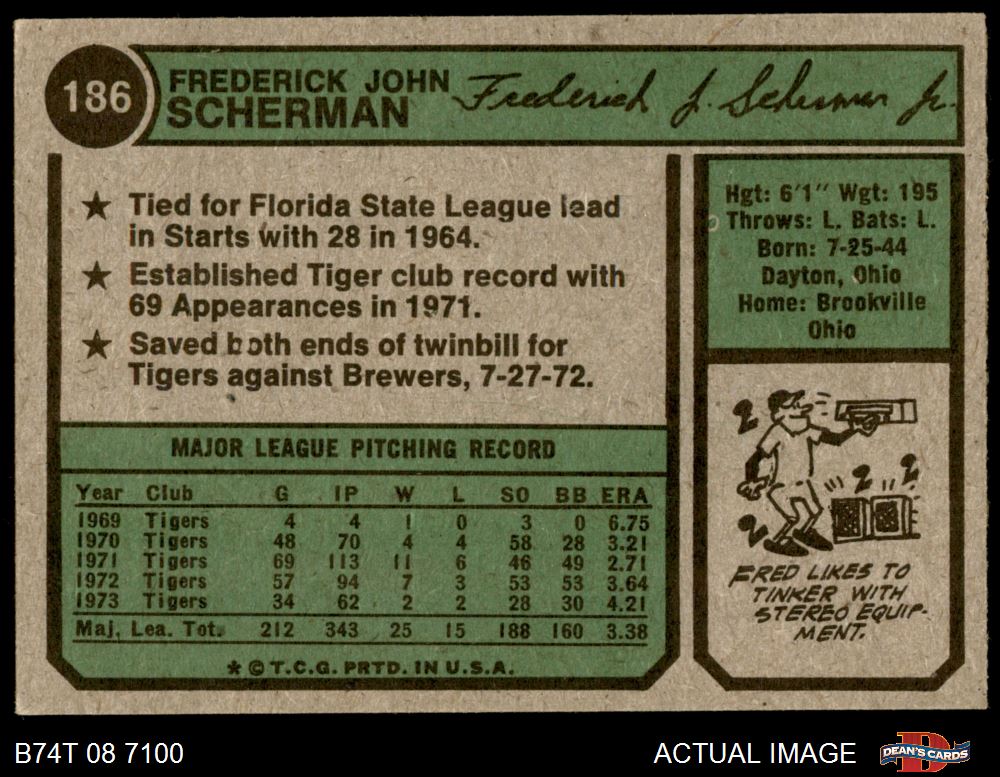 186
FREDERICK JOHN
SCHERMAN
Frederick J. Scherman Jr.
★ Tied for Florida State League lead
in Starts with 28 in 1964.
★ Established Tiger club record with
69 Appearances in 1971.
★ Saved both ends of twinbill for
Tigers against Brewers, 7-27-72.
Hgt: 6'1" Wgt: 195
Throws: L. Bats: L.
Born: 7-25-44
Dayton, Ohio
Home: Brookville
Ohio
MAJOR LEAGUE PITCHING RECORD
Year Club G IP W L SO BB ERA
1969 Tigers 4 4 1 0 3 0 6.75
1970 Tigers 48 70 4 4 58 28 3.21
1971 Tigers 69 113 11 6 46 49 2.71
1972 Tigers 57 94 7 3 53 53 3.64
1973 Tigers 34 62 2 2 28 30 4.21
Maj. Lea. Tot. 212 343 25 15 188 160 3.38
* © T.C.G. PRTD. IN U.S.A.
FRED LIKES TO
TINKER WITH
STEREO EQUIP-
MENT.
B74T 08 7100
ACTUAL IMAGE
DEAN'S CARDS